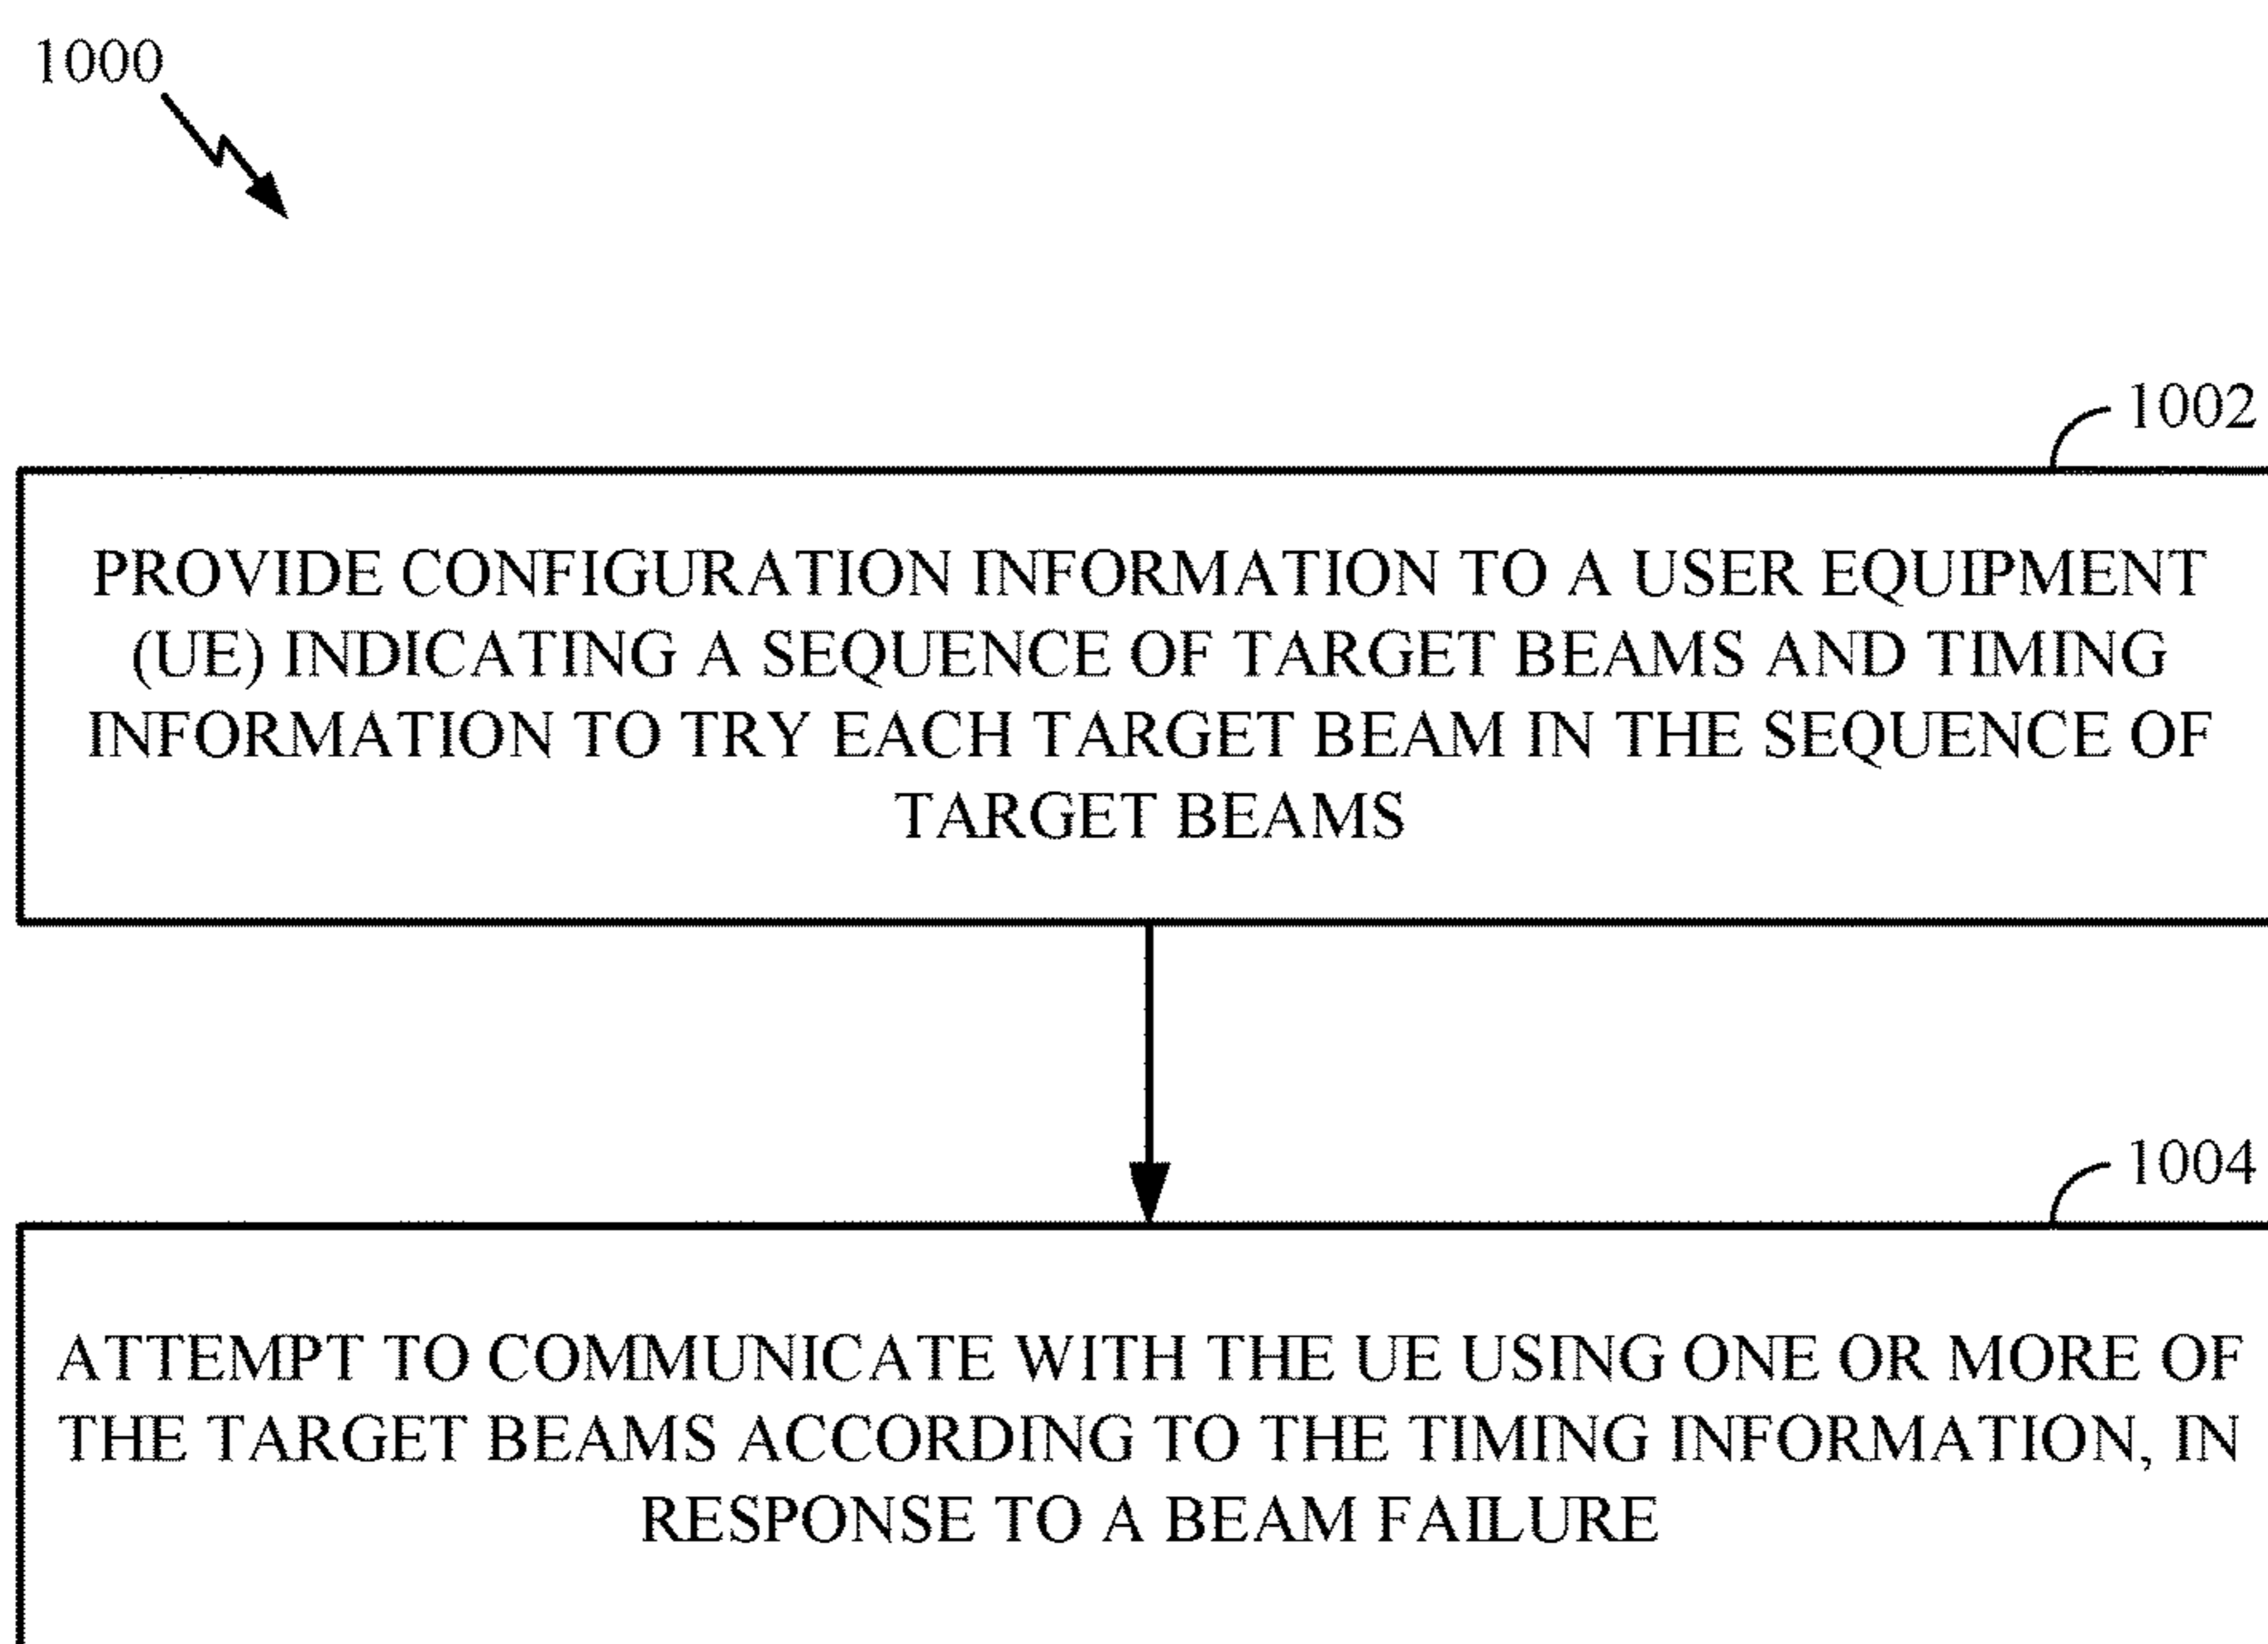 1000
1002
PROVIDE CONFIGURATION INFORMATION TO A USER EQUIPMENT
(UE) INDICATING A SEQUENCE OF TARGET BEAMS AND TIMING
INFORMATION TO TRY EACH TARGET BEAM IN THE SEQUENCE OF
TARGET BEAMS
1004
ATTEMPT TO COMMUNICATE WITH THE UE USING ONE OR MORE OF
THE TARGET BEAMS ACCORDING TO THE TIMING INFORMATION, IN
RESPONSE TO A BEAM FAILURE